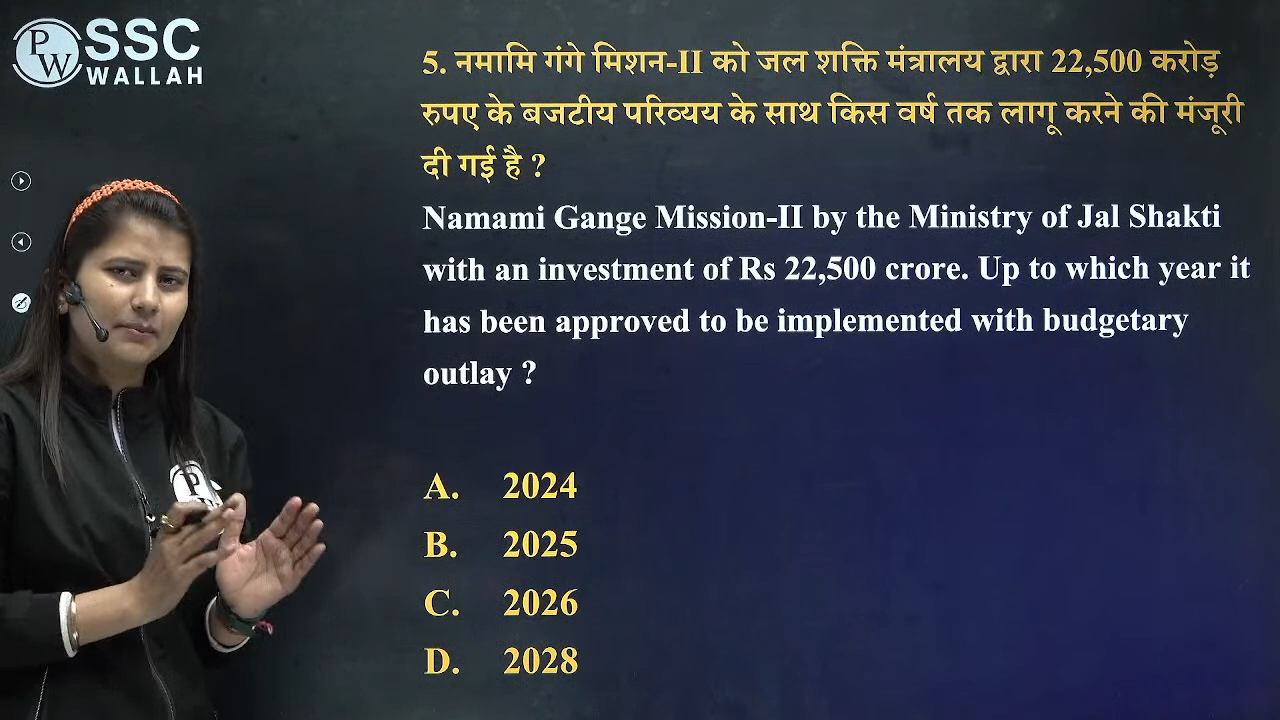 PW SSC
WALLAH
5. नमामि गंगे मिशन-II को जल शक्ति मंत्रालय द्वारा 22,500 करोड़
रुपए के बजटीय परिव्यय के साथ किस वर्ष तक लागू करने की मंजूरी
दी गई है ?
Namami Gange Mission-II by the Ministry of Jal Shakti
with an investment of Rs 22,500 crore. Up to which year it
has been approved to be implemented with budgetary
outlay ?
A. 2024
B. 2025
C. 2026
D. 2028
P
W